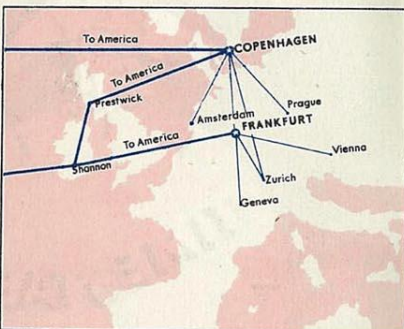 To America
COPENHAGEN
To America
Prestwick
Prague
Amsterdam
FRANKFURT
To America
Vienna
Shannon
Zurich
Geneva